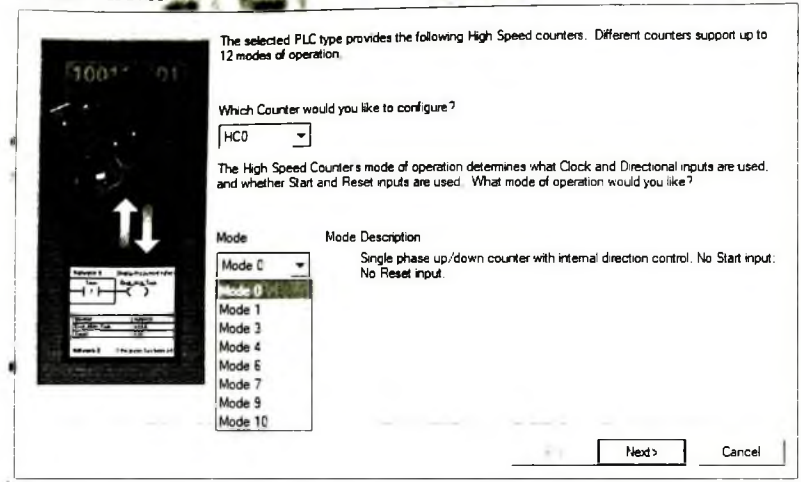 The selected PLC type provides the following High Speed counters. Different counters support up to
12 modes of operation.
Which Counter would you like to configure?
HC0
The High Speed Counters mode of operation determines what Clock and Directional inputs are used,
and whether Start and Reset inputs are used. What mode of operation would you like?
Mode
Mode Description
Mode 0
Single phase up/down counter with internal direction control. No Start input:
No Reset input.
Mode 0
Mode 1
Mode 3
Mode 4
Mode 6
Mode 7
Mode 9
Mode 10
Next>
Cancel